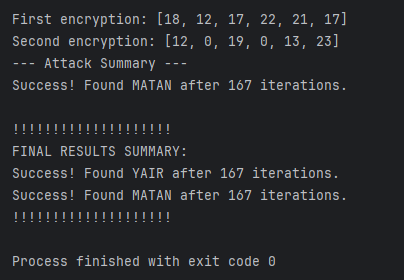 First encryption: [18, 12, 17, 22, 21, 17]
Second encryption: [12, 0, 19, 0, 13, 23]
--- Attack Summary ---
Success! Found MATAN after 167 iterations.
!!!!!!!!!!!!!!!!!!!!
FINAL RESULTS SUMMARY:
Success! Found YAIR after 167 iterations.
Success! Found MATAN after 167 iterations.
!!!!!!!!!!!!!!!!!!!!
Process finished with exit code 0